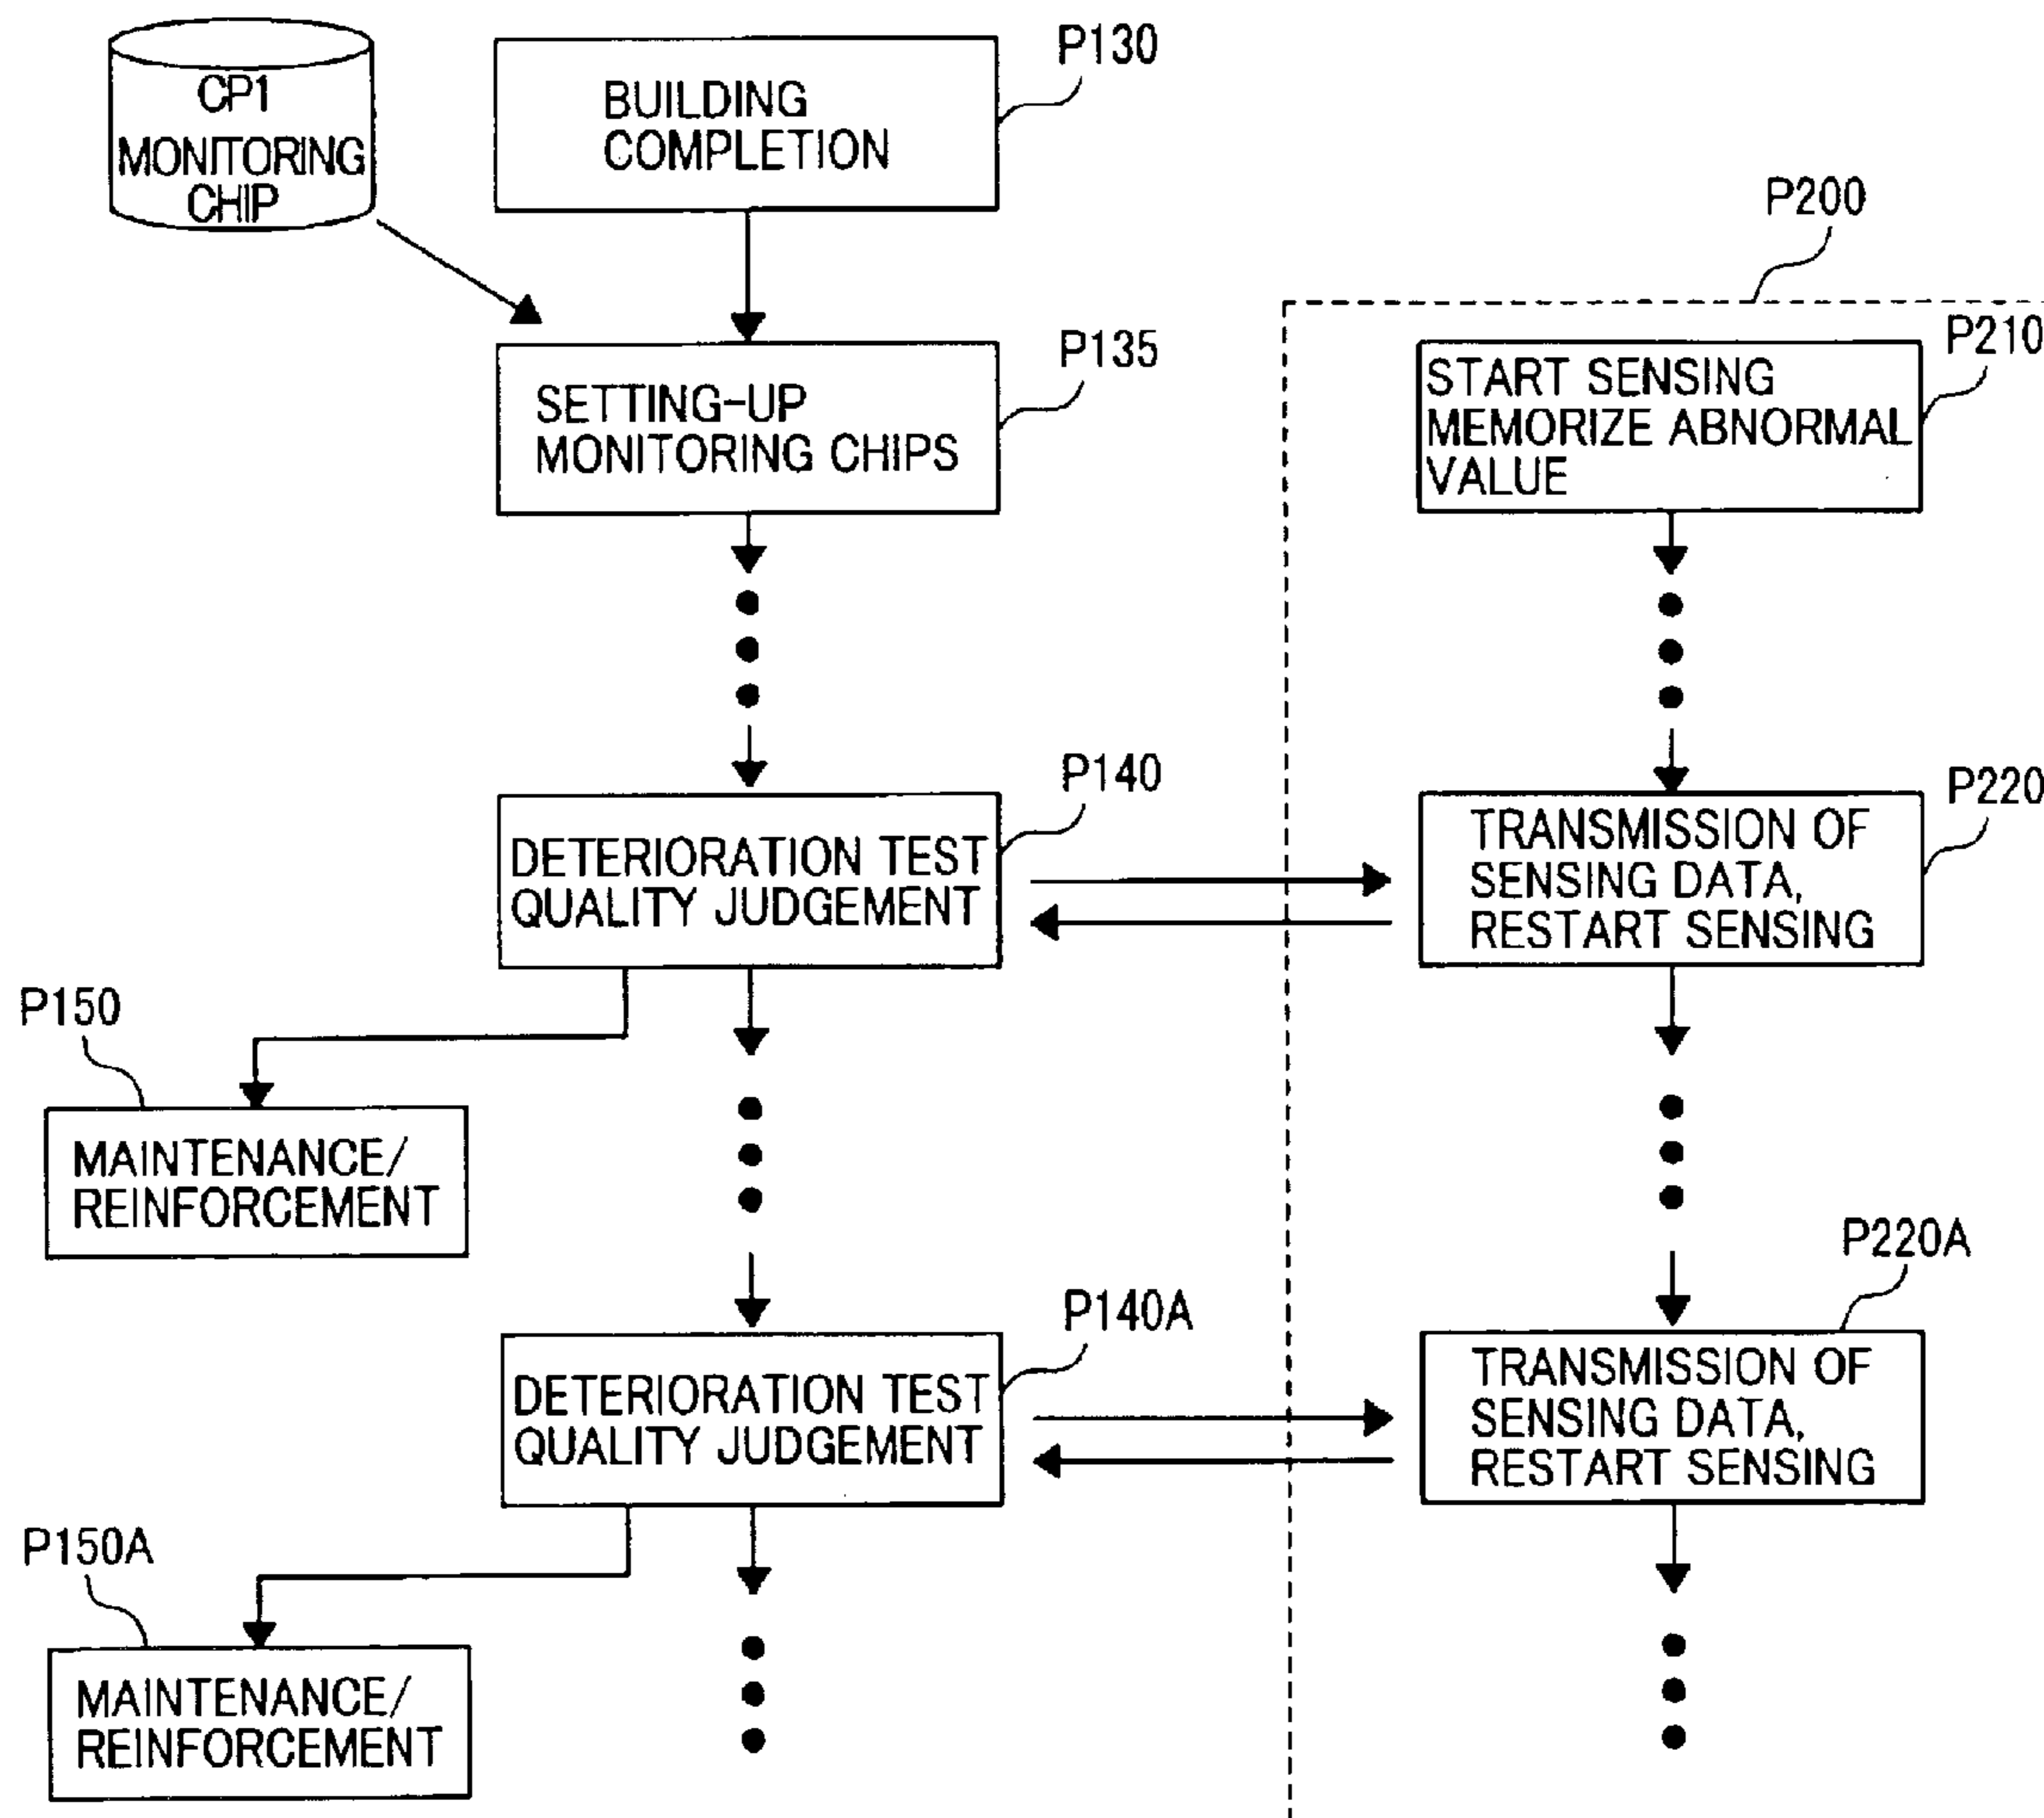 CP1
MONITORING
CHIP
BUILDING
COMPLETION
P130
P200
SETTING-UP
MONITORING CHIPS
P135
START SENSING
MEMORIZE ABNORMAL
VALUE
P210
DETERIORATION TEST
QUALITY JUDGEMENT
P140
TRANSMISSION OF
SENSING DATA,
RESTART SENSING
P220
P150
MAINTENANCE/
REINFORCEMENT
DETERIORATION TEST
QUALITY JUDGEMENT
P140A
TRANSMISSION OF
SENSING DATA,
RESTART SENSING
P220A
P150A
MAINTENANCE/
REINFORCEMENT